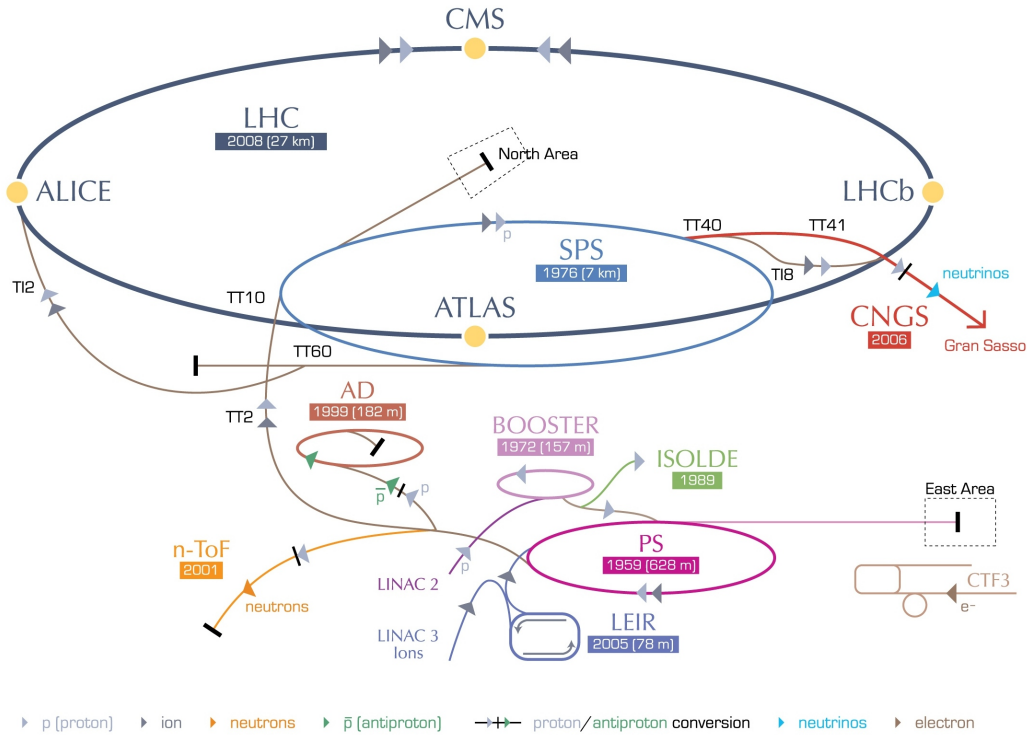 CMS
LHC
2008 (27 km)
North Area
ALICE
LHCb
TT40
TT41
SPS
1976 (7 km)
p
TI8
neutrinos
TI2
TT10
ATLAS
CNGS
2006
Gran Sasso
TT60
AD
1999 (182 m)
TT2
BOOSTER
1972 (157 m)
ISOLDE
1989
p̅
p
East Area
n-ToF
2001
PS
1959 (628 m)
p
LINAC 2
neutrons
CTF3
e-
LINAC 3
Ions
LEIR
2005 (78 m)
p (proton)
ion
neutrons
p̅ (antiproton)
proton/antiproton conversion
neutrinos
electron